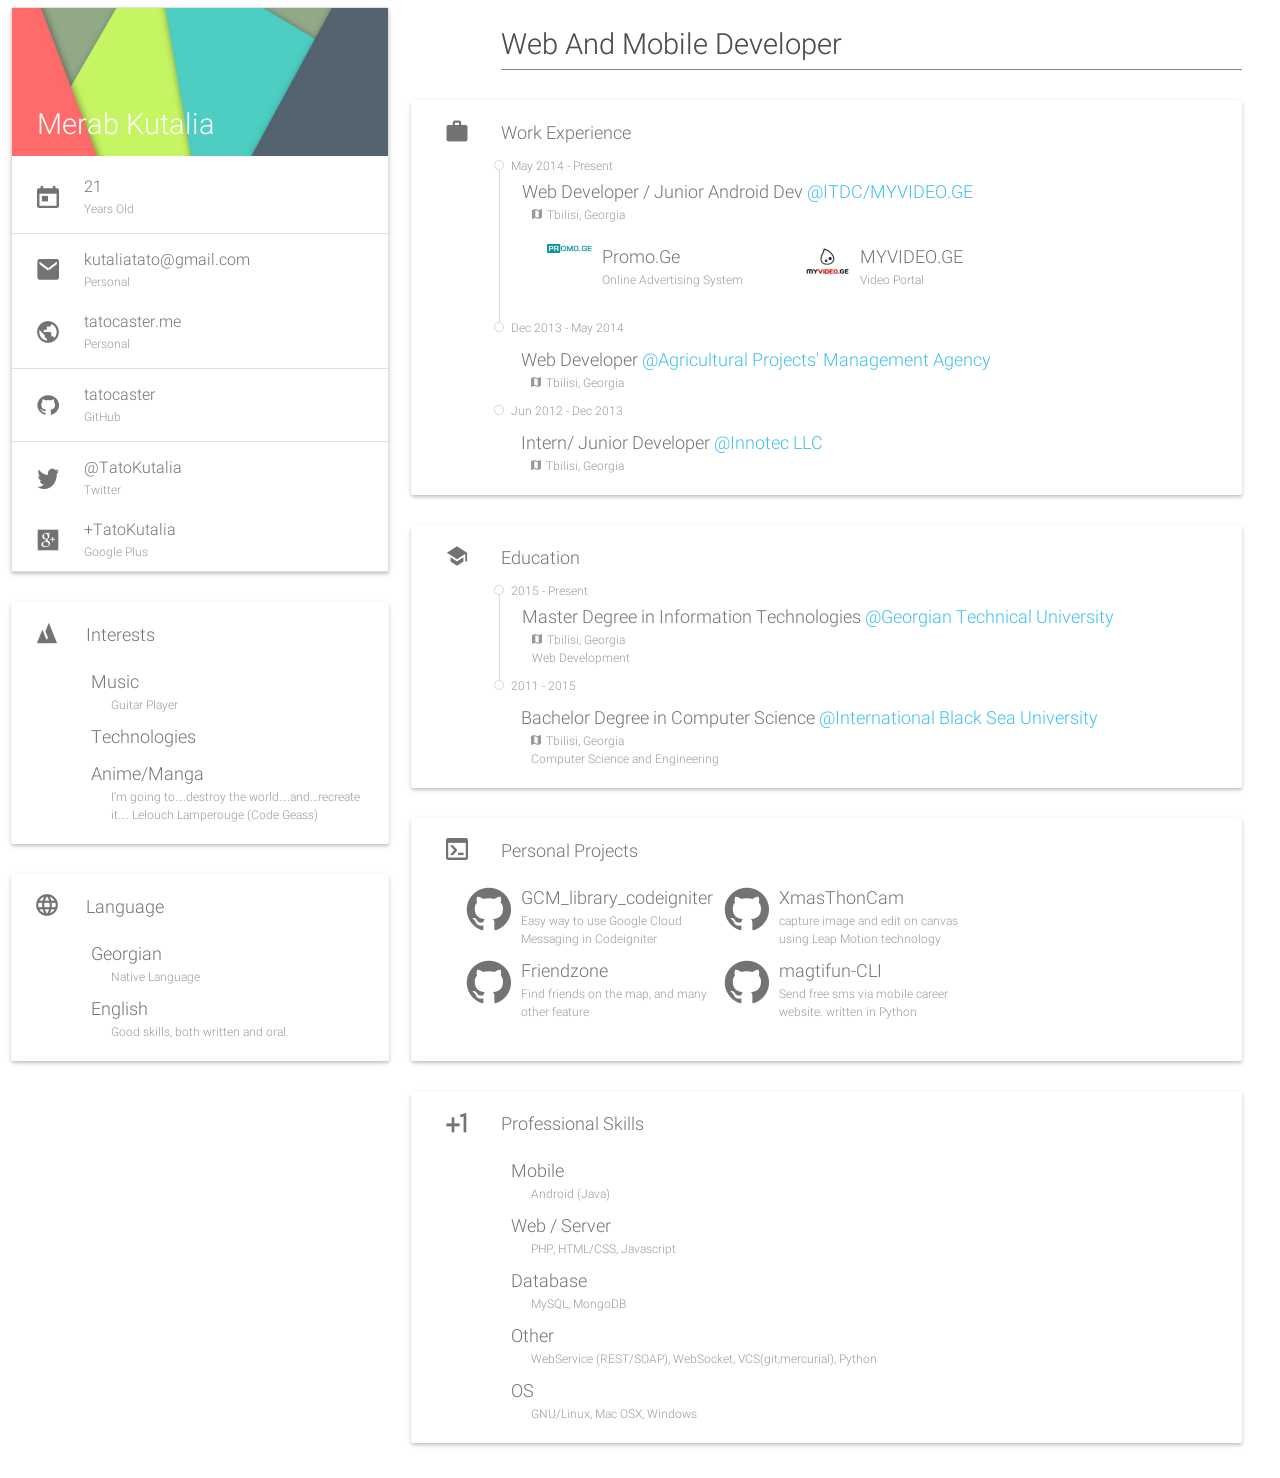 Merab Kutalia
21
Years Old
kutaliatato@gmail.com
Personal
tatocaster.me
Personal
tatocaster
GitHub
@TatoKutalia
Twitter
+TatoKutalia
Google Plus
Interests
Music
Guitar Player
Technologies
Anime/Manga
I'm going to....destroy the world....and...recreate
it.... Lelouch Lamperouge (Code Geass)
Language
Georgian
Native Language
English
Good skills, both written and oral.
Web And Mobile Developer
Work Experience
May 2014 - Present
Web Developer / Junior Android Dev @ITDC/MYVIDEO.GE
Tbilisi, Georgia
PROMO.GE
Promo.Ge
Online Advertising System
MYVIDEO.GE
MYVIDEO.GE
Video Portal
Dec 2013 - May 2014
Web Developer @Agricultural Projects' Management Agency
Tbilisi, Georgia
Jun 2012 - Dec 2013
Intern/ Junior Developer @Innotec LLC
Tbilisi, Georgia
Education
2015 - Present
Master Degree in Information Technologies @Georgian Technical University
Tbilisi, Georgia
Web Development
2011 - 2015
Bachelor Degree in Computer Science @International Black Sea University
Tbilisi, Georgia
Computer Science and Engineering
Personal Projects
GCM_library_codeigniter
Easy way to use Google Cloud
Messaging in Codeigniter
XmasThonCam
capture image and edit on canvas
using Leap Motion technology
Friendzone
Find friends on the map, and many
other feature
magtifun-CLI
Send free sms via mobile career
website. written in Python
+1
Professional Skills
Mobile
Android (Java)
Web / Server
PHP, HTML/CSS, Javascript
Database
MySQL, MongoDB
Other
WebService (REST/SOAP), WebSocket, VCS(git,mercurial), Python
OS
GNU/Linux, Mac OSX, Windows